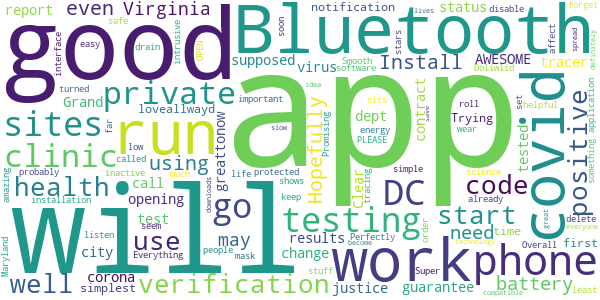 even Virginia
report
good
Bluetooth
notification
status
disable
forget
safe
soon
lives
spread
definitely
easy
drain
interface
intrusive
OPEN
supposed
Install
AWESOME
affect
stars
tracer
virus
Spooth
software
Doliwlid
turned
Grand
private
loveallwayd
important
idea
app
sits
roll
Trying
wear
set
helpful
covid
positive
application
something
everyone
sites
run
far
low
slow
Hopefully
Promising
dept
energy
PLEASE
contract
tested
clinic
using
called
inactive
probably
much
greattonow
protected
life
shows
clear
tracing
simple
science
code
already
great
delete
amazing
health
call
installation
downloads
go
keep
DC
Overall
first
will
opening
test
seem
Everything
testing
start
need
time
technology
Maryland
use
listen
city
may
people
mask
results
Perfectly
become
change
order
work
phone
well
corona
simplest
verification
stuff
justice
Super
guarantee
battery
least
compatible